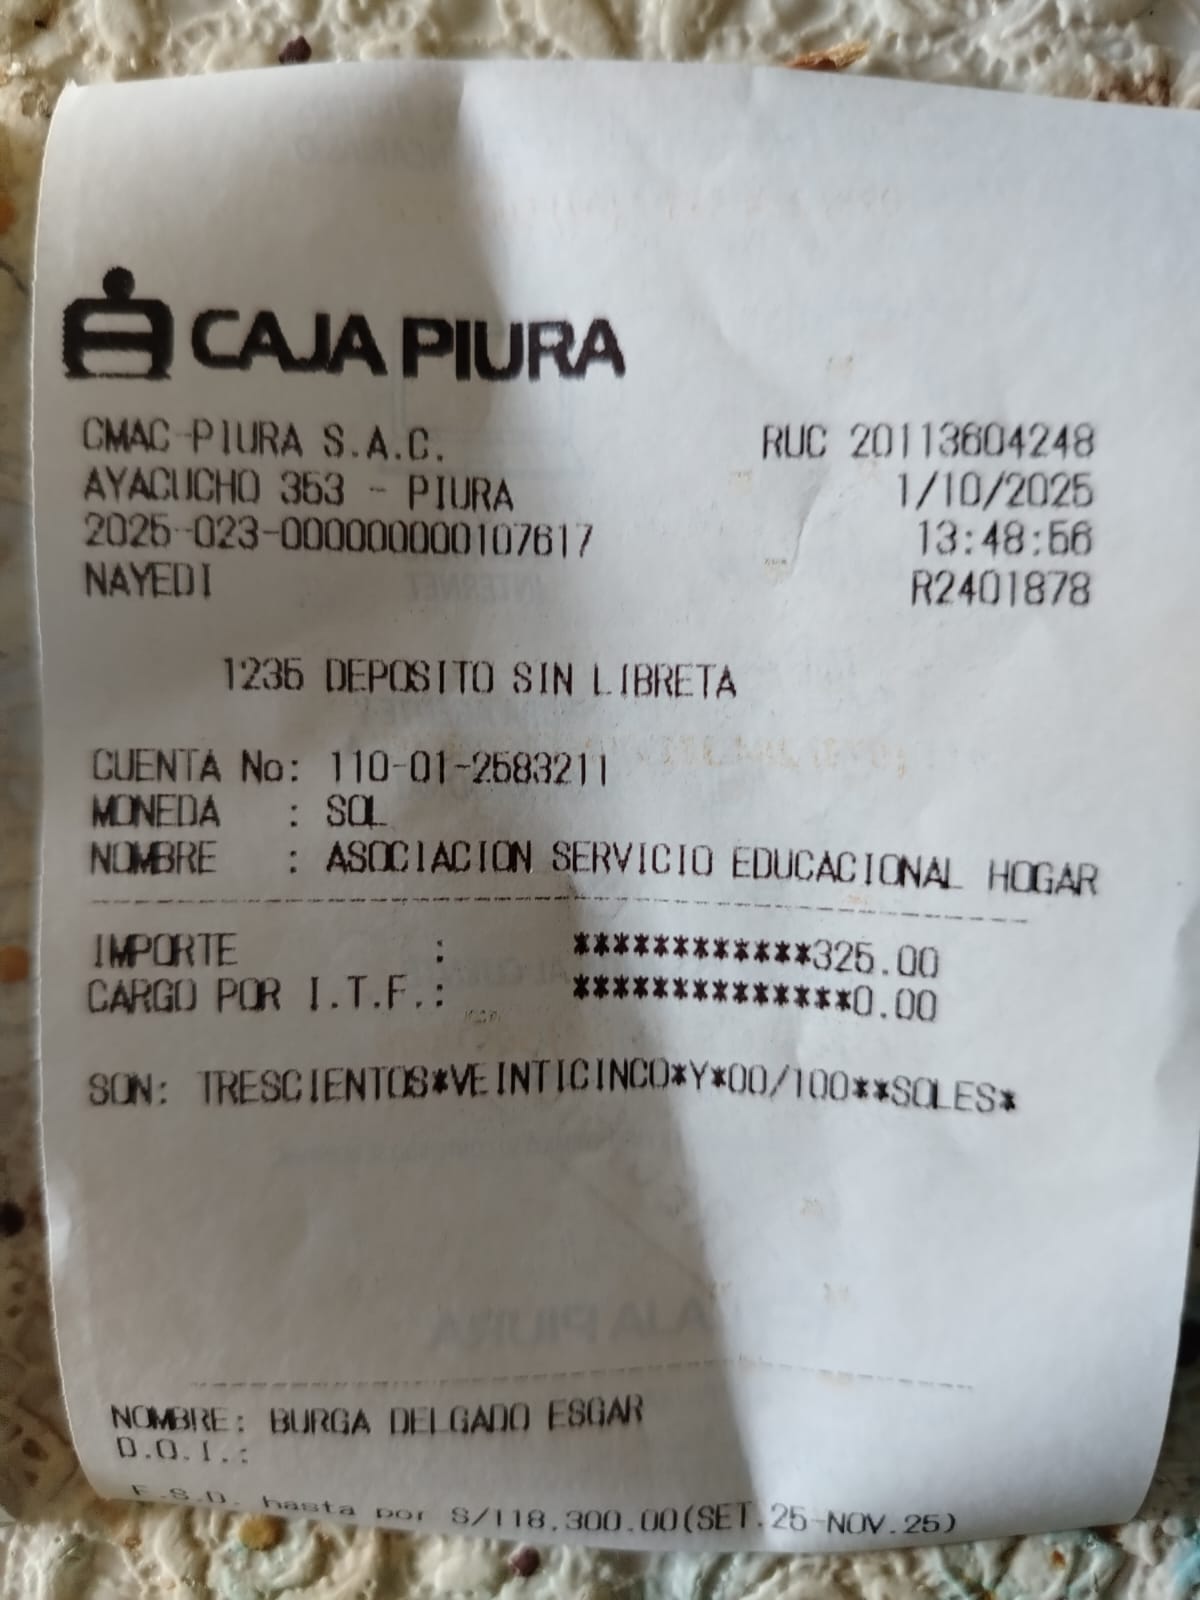 CAJA PIURA
CMAC-PIURA S.A.C. RUC 20113604248
AYACUCHO 353 - PIURA 1/10/2025
2025-023-000000000107617 13:48:56
NAYEDI R2401878
1235 DEPOSITO SIN LIBRETA
CUENTA No: 110-01-2583211
MONEDA : SOL
NOMBRE : ASOCIACION SERVICIO EDUCACIONAL HOGAR
IMPORTE : ************325.00
CARGO POR I.T.F.: **************0.00
SON: TRESCIENTOS*VEINTICINCO*Y*00/100**SOLES*
NOMBRE: BURGA DELGADO ESGAR
D.O.I.:
F.S.D. hasta por S/118,300.00(SET.25-NOV.25)